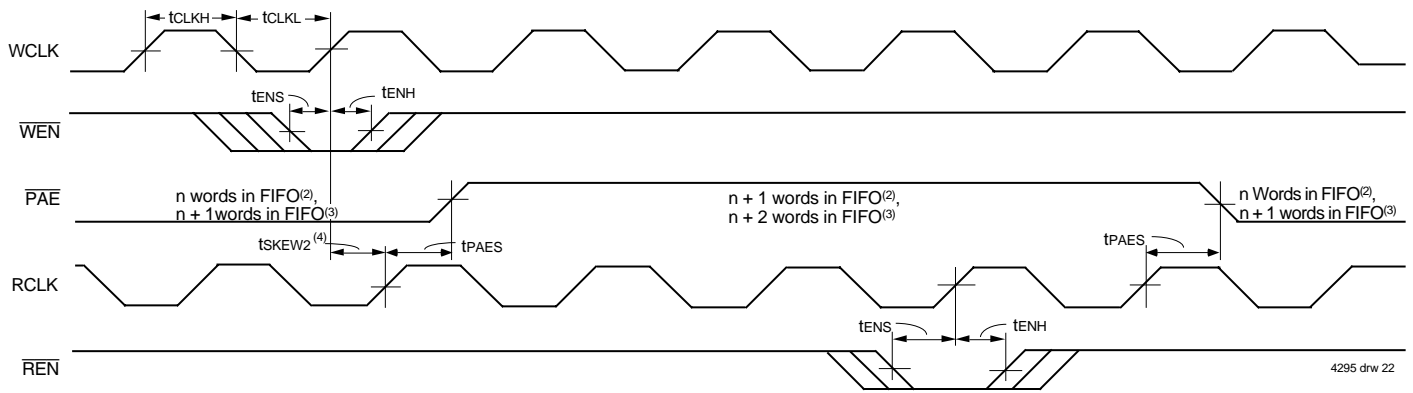 tCLKH
tCLKL
WCLK
tENS
tENH
WEN
PAE
n words in FIFO(2),
n + 1words in FIFO(3)
n + 1 words in FIFO(2),
n + 2 words in FIFO(3)
n Words in FIFO(2),
n + 1 words in FIFO(3)
tSKEW2 (4)
tPAES
tPAES
RCLK
tENS
tENH
REN
4295 drw 22